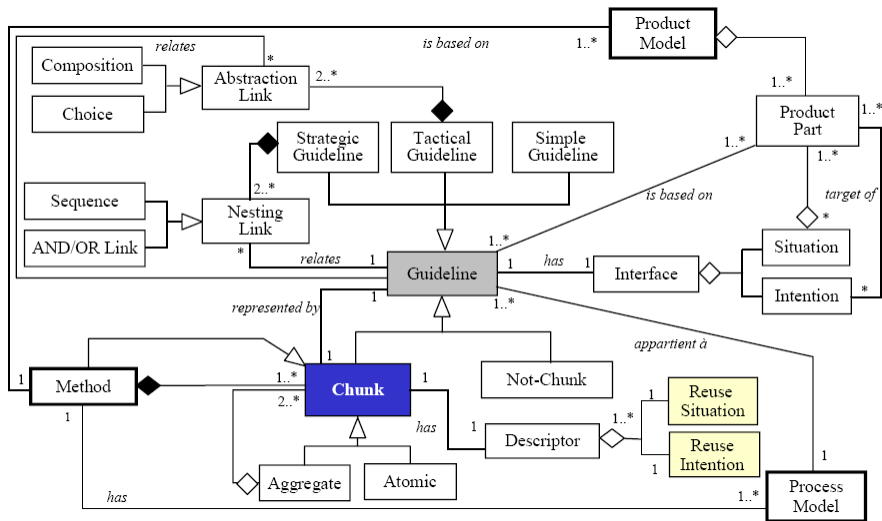 Product
Model
relates
is based on
1..*
Composition
Abstraction
Link
*
2..*
1..*
Choice
Product
Part
1..*
1..*
1..*
Strategic
Guideline
Tactical
Guideline
Simple
Guideline
is based on
target of
2..*
Sequence
Nesting
Link
*
Situation
AND/OR Link
*
relates
1
1..*
Guideline
1
has
1
Interface
Intention
*
1
1..*
represented by
appartient à
1
1
Method
1..*
2..*
Chunk
1
Not-Chunk
Reuse
Situation
1
1
has
1
Descriptor
1..*
Reuse
Intention
1
1
Aggregate
Atomic
has
1..*
Process
Model